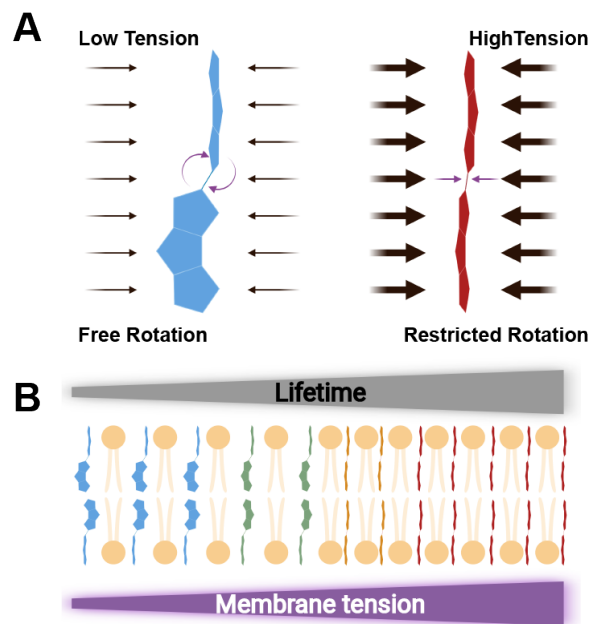 A
Low Tension
HighTension
Free Rotation
Restricted Rotation
B
Lifetime
Membrane tension